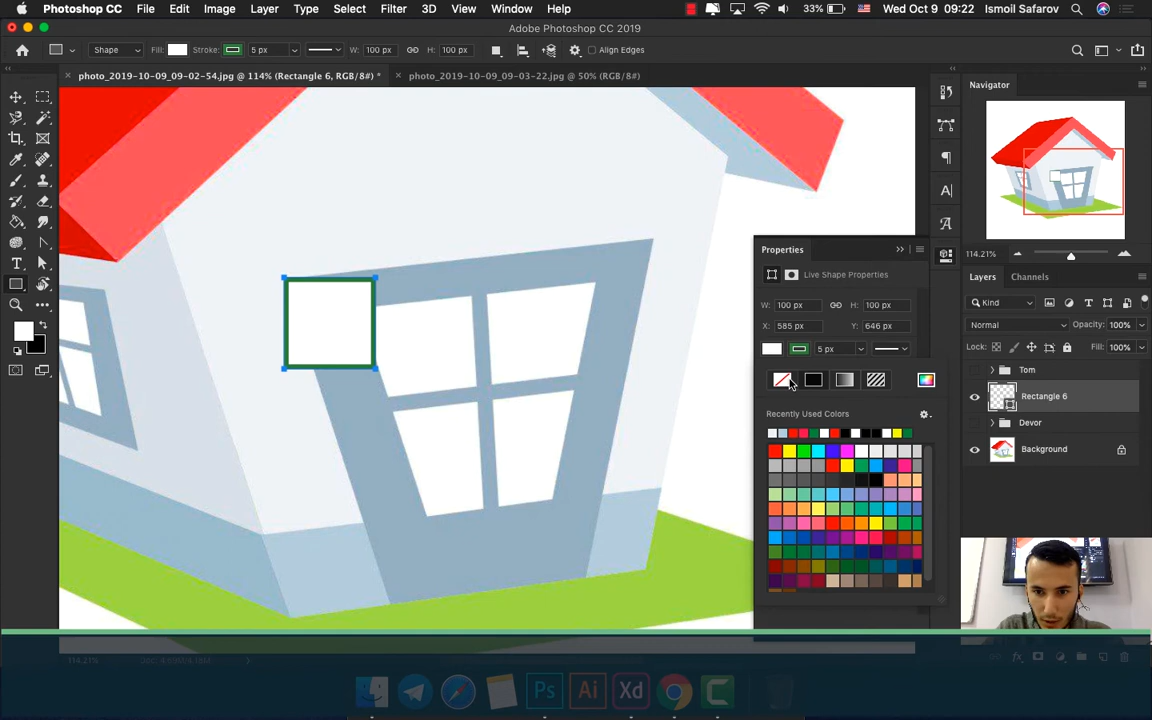 Photoshop CC File Edit Image Layer Type Select Filter 3D View Window Help 33% Wed Oct 9 09:22 Ismoil Safarov
Adobe Photoshop CC 2019
Shape Fill: Stroke: 5 px W: 100 px H: 100 px Align Edges
photo_2019-10-09_09-02-54.jpg @ 114% (Rectangle 6, RGB/8#) * photo_2019-10-09_09-03-22.jpg @ 50% (RGB/8#)
Navigator
Properties
Live Shape Properties
W: 100 px H: 100 px
X: 585 px Y: 646 px
5 px
Recently Used Colors
114.21%
Layers Channels
Kind
Normal Opacity: 100%
Lock: Fill: 100%
Tom
Rectangle 6
Devor
Background
114.21%